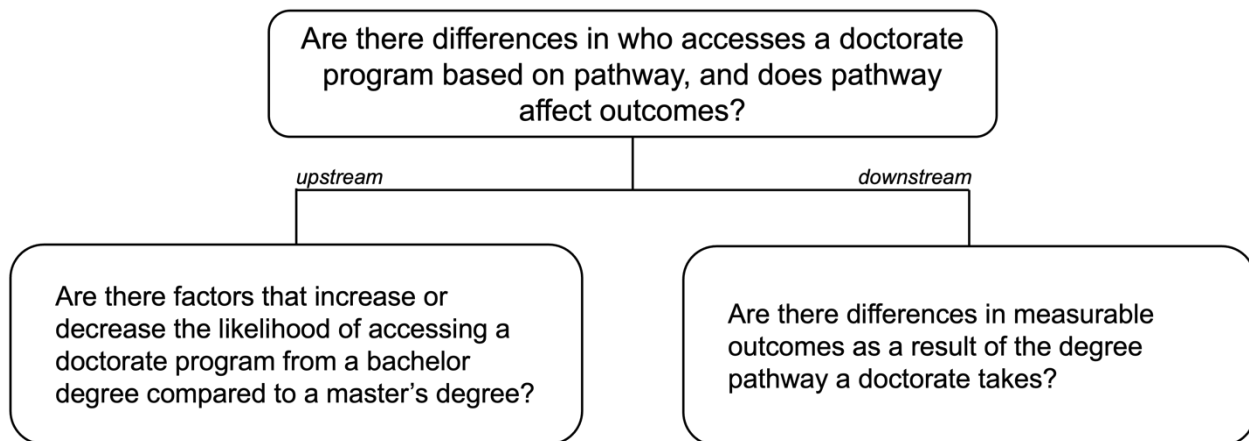 Are there differences in who accesses a doctorate
program based on pathway, and does pathway
affect outcomes?
upstream
downstream
Are there factors that increase or
decrease the likelihood of accessing a
doctorate program from a bachelor
degree compared to a master’s degree?
Are there differences in measurable
outcomes as a result of the degree
pathway a doctorate takes?